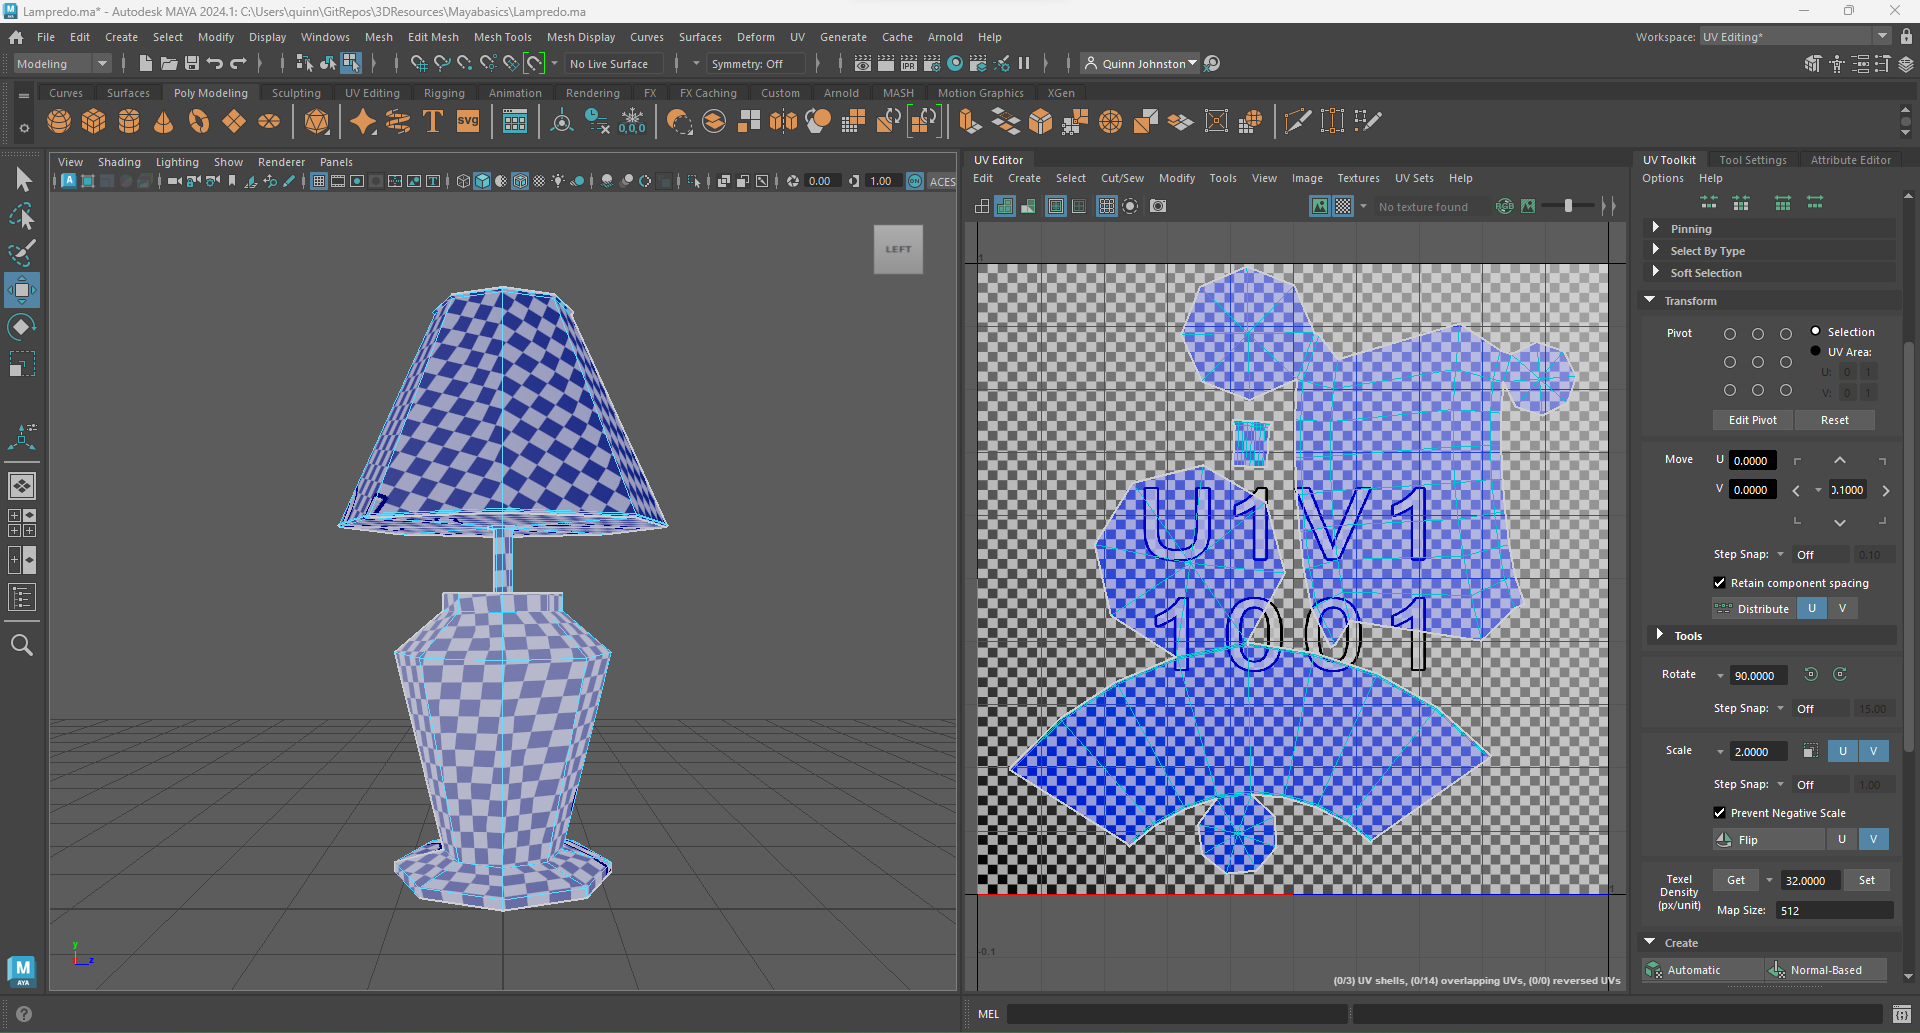 Lampredo.ma* - Autodesk MAYA 2024.1: C:\Users\quinn\GitRepos\3DResources\Mayabasics\Lampredo.ma
File Edit Create Select Modify Display Windows Mesh Edit Mesh Mesh Tools Mesh Display Curves Surfaces Deform UV Generate Cache Arnold Help
Workspace: UV Editing*
Modeling
No Live Surface
Symmetry: Off
Quinn Johnston
Curves Surfaces Poly Modeling Sculpting UV Editing Rigging Animation Rendering FX FX Caching Custom Arnold MASH Motion Graphics XGen
svg
0,0,0
View Shading Lighting Show Renderer Panels
0.00 1.00 ON ACES
LEFT
y
z
UV Editor
Edit Create Select Cut/Sew Modify Tools View Image Textures UV Sets Help
No texture found
RGB
1
U1V1
1001
1
-0.1
(0/3) UV shells, (0/14) overlapping UVs, (0/0) reversed UVs
UV Toolkit Tool Settings Attribute Editor
Options Help
Pinning
Select By Type
Soft Selection
Transform
Pivot
Selection
UV Area:
U: 0 1
V: 0 1
Edit Pivot Reset
Move U 0.0000
V 0.0000
0.1000
Step Snap: Off 0.10
Retain component spacing
Distribute U V
Tools
Rotate 90.0000
Step Snap: Off 15.00
Scale 2.0000 U V
Step Snap: Off 1.00
Prevent Negative Scale
Flip U V
Texel Density (px/unit) Get 32.0000 Set
Map Size: 512
Create
Automatic Normal-Based
M
AYA
MEL